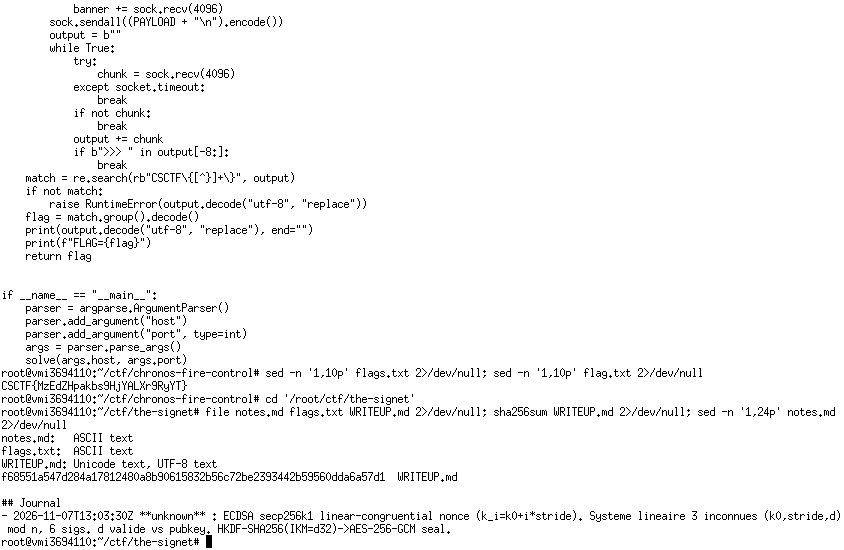 banner += sock.recv(4096)
        sock.sendall((PAYLOAD + "\n").encode())
        output = b""
        while True:
            try:
                chunk = sock.recv(4096)
            except socket.timeout:
                break
            if not chunk:
                break
            output += chunk
            if b">>> " in output[-8:]:
                break
    match = re.search(rb"CSCTF\{[^}]+\}", output)
    if not match:
        raise RuntimeError(output.decode("utf-8", "replace"))
    flag = match.group().decode()
    print(output.decode("utf-8", "replace"), end="")
    print(f"FLAG={flag}")
    return flag


if __name__ == "__main__":
    parser = argparse.ArgumentParser()
    parser.add_argument("host")
    parser.add_argument("port", type=int)
    args = parser.parse_args()
    solve(args.host, args.port)
root@vmi3694110:~/ctf/chronos-fire-control# sed -n '1,10p' flags.txt 2>/dev/null; sed -n '1,10p' flag.txt 2>/dev/null
CSCTF{MzEdZHpakbs9HjYALXr9RyYT}
root@vmi3694110:~/ctf/chronos-fire-control# cd '/root/ctf/the-signet'
root@vmi3694110:~/ctf/the-signet# file notes.md flags.txt WRITEUP.md 2>/dev/null; sha256sum WRITEUP.md 2>/dev/null; sed -n '1,24p' notes.md
2>/dev/null
notes.md:   ASCII text
flags.txt:  ASCII text
WRITEUP.md: Unicode text, UTF-8 text
f68551a547d284a17812480a8b90615832b56c72be2393442b59560dda6a57d1  WRITEUP.md

## Journal
- 2026-11-07T13:03:30Z **unknown** : ECDSA secp256k1 linear-congruential nonce (k_i=k0+i*stride). Systeme lineaire 3 inconnues (k0,stride,d)
 mod n, 6 sigs. d valide vs pubkey. HKDF-SHA256(IKM=d32)->AES-256-GCM seal.
root@vmi3694110:~/ctf/the-signet#